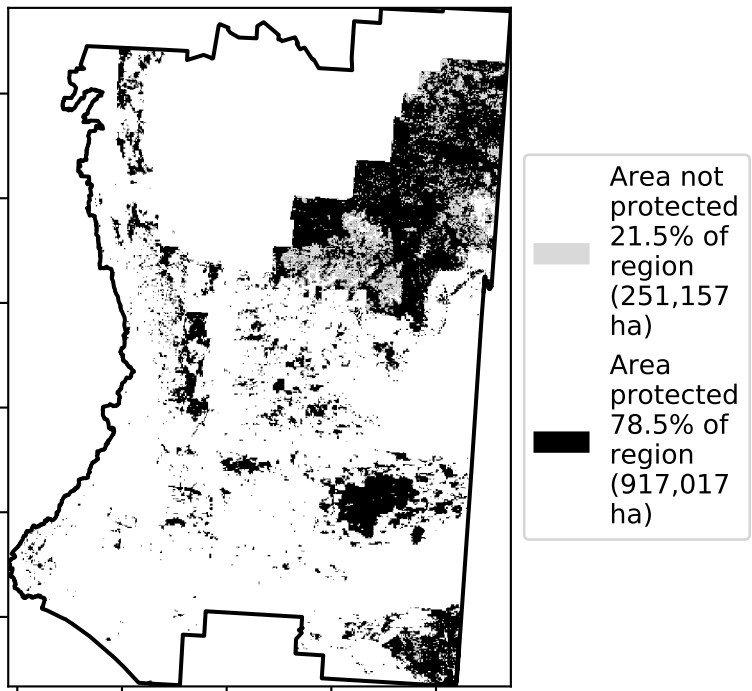 Area not
protected
21.5% of
region
(251,157
ha)
Area
protected
78.5% of
region
(917,017
ha)